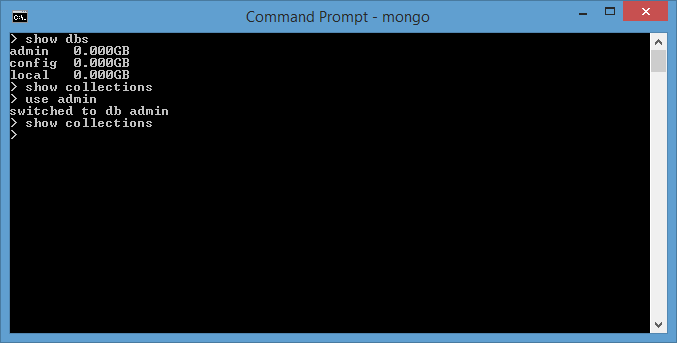 Command Prompt - mongo
C:\.
> show dbs
admin   0.000GB
config  0.000GB
local   0.000GB
> show collections
> use admin
switched to db admin
> show collections
>